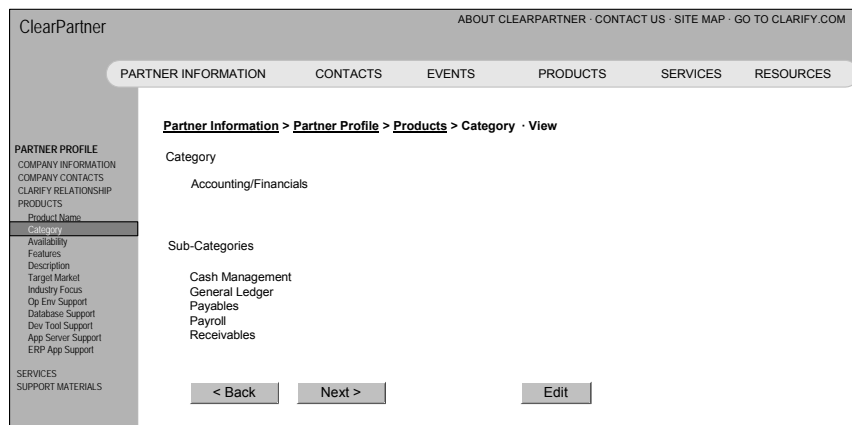 ClearPartner
ABOUT CLEARPARTNER · CONTACT US · SITE MAP · GO TO CLARIFY.COM
PARTNER INFORMATION CONTACTS EVENTS PRODUCTS SERVICES RESOURCES
PARTNER PROFILE
COMPANY INFORMATION
COMPANY CONTACTS
CLARIFY RELATIONSHIP
PRODUCTS
Product Name
Category
Availability
Features
Description
Target Market
Industry Focus
Op Env Support
Database Support
Dev Tool Support
App Server Support
ERP App Support
SERVICES
SUPPORT MATERIALS
Partner Information > Partner Profile > Products > Category · View
Category
Accounting/Financials
Sub-Categories
Cash Management
General Ledger
Payables
Payroll
Receivables
< Back Next > Edit